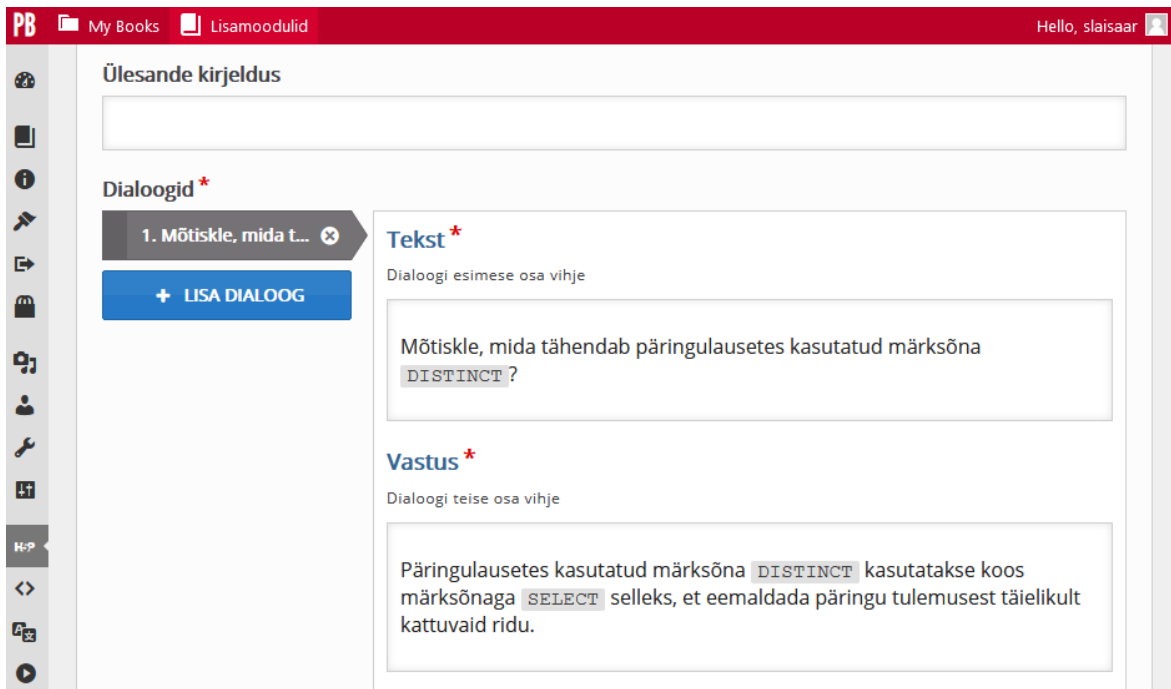 PB My Books Lisamoodulid Hello, slaisaar
Ülesande kirjeldus
Dialoogid *
1. Mõtiskle, mida t...
+ LISA DIALOOG
Tekst *
Dialoogi esimese osa vihje
Mõtiskle, mida tähendab päringulausetes kasutatud märksõna
DISTINCT ?
Vastus *
Dialoogi teise osa vihje
Päringulausetes kasutatud märksõna DISTINCT kasutatakse koos
märksõnaga SELECT selleks, et eemaldada päringu tulemusest täielikult
kattuvaid ridu.
H5P